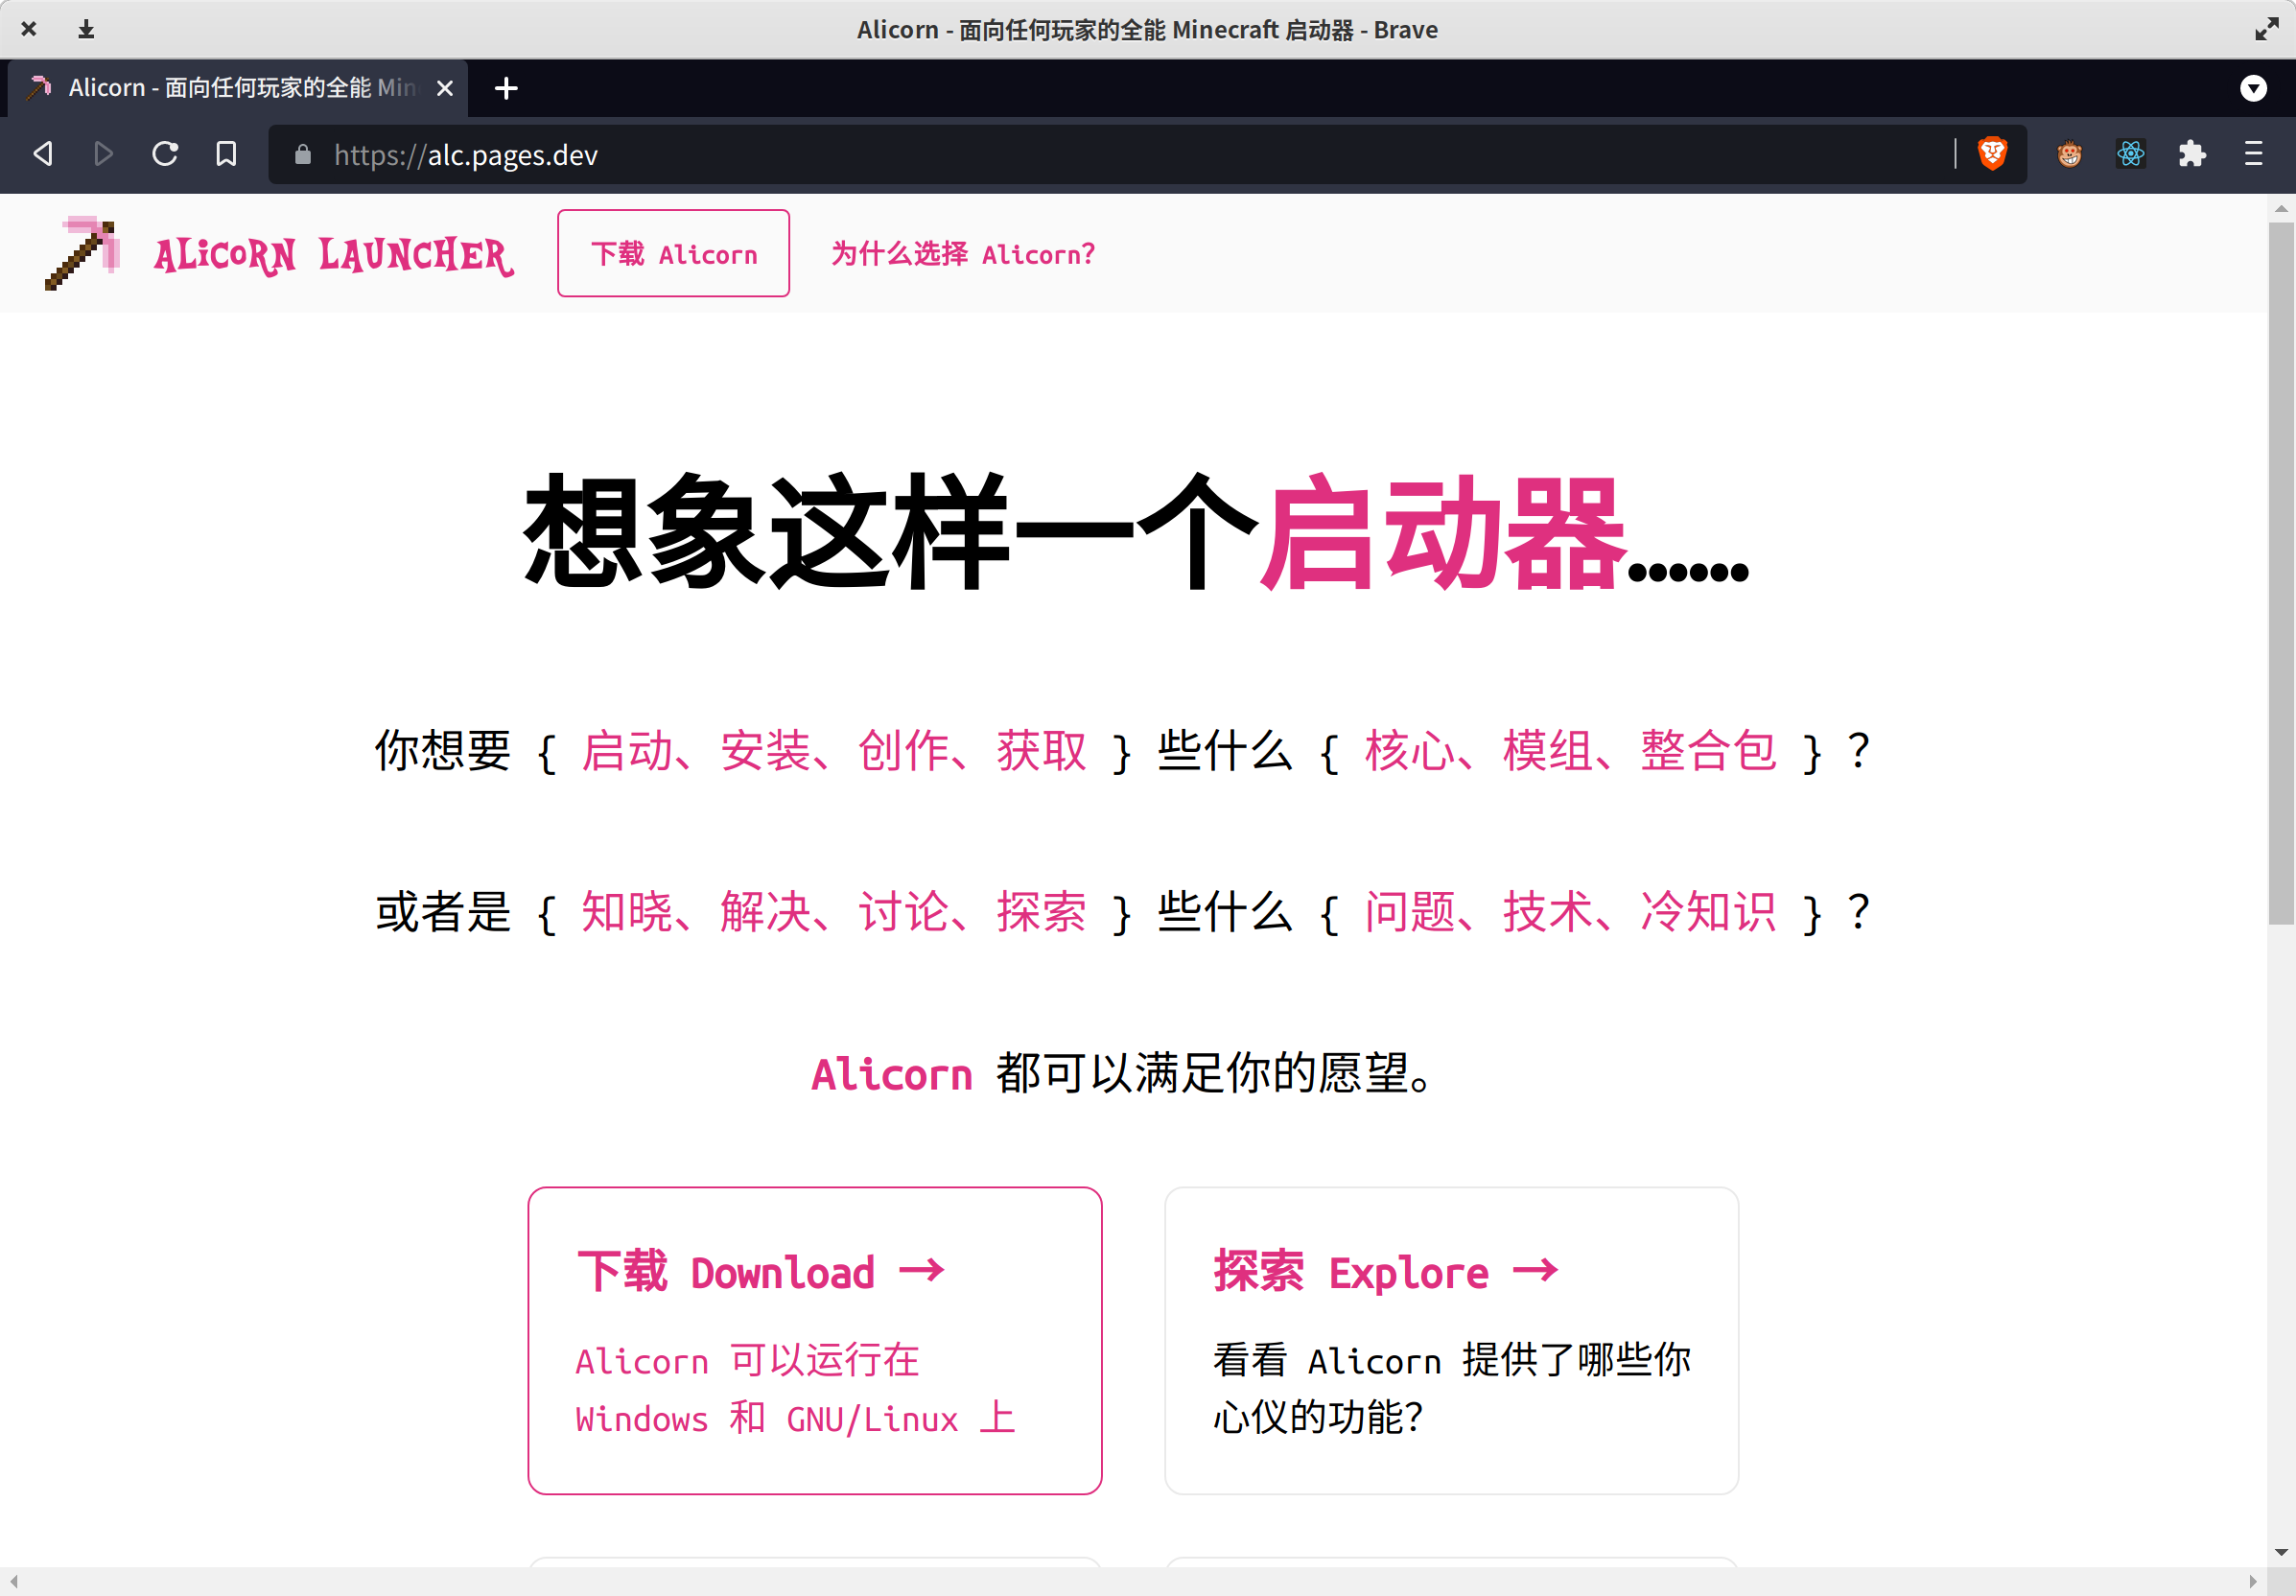 Alicorn - 面向任何玩家的全能 Minecraft 启动器 - Brave
Alicorn - 面向任何玩家的全能 Min
https://alc.pages.dev
ALiCoRN LAUNCHER
下载 Alicorn
为什么选择 Alicorn?
想象这样一个启动器……
你想要 { 启动、安装、创作、获取 } 些什么 { 核心、模组、整合包 } ？
或者是 { 知晓、解决、讨论、探索 } 些什么 { 问题、技术、冷知识 } ？
Alicorn 都可以满足你的愿望。
下载 Download →
Alicorn 可以运行在
Windows 和 GNU/Linux 上
探索 Explore →
看看 Alicorn 提供了哪些你
心仪的功能?